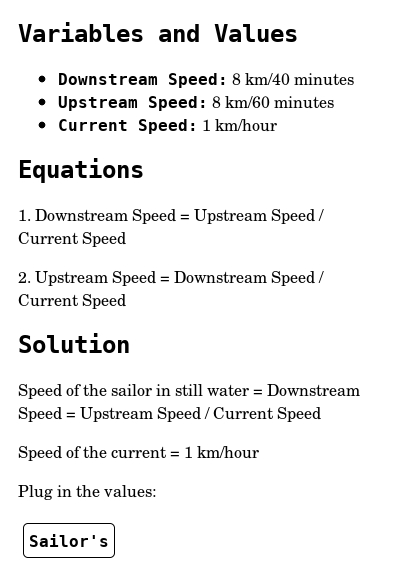 Variables and Values
Downstream Speed: 8 km/40 minutes
Upstream Speed: 8 km/60 minutes
Current Speed: 1 km/hour
Equations
1. Downstream Speed = Upstream Speed /
Current Speed
2. Upstream Speed = Downstream Speed /
Current Speed
Solution
Speed of the sailor in still water = Downstream
Speed = Upstream Speed / Current Speed
Speed of the current = 1 km/hour
Plug in the values:
Sailor's